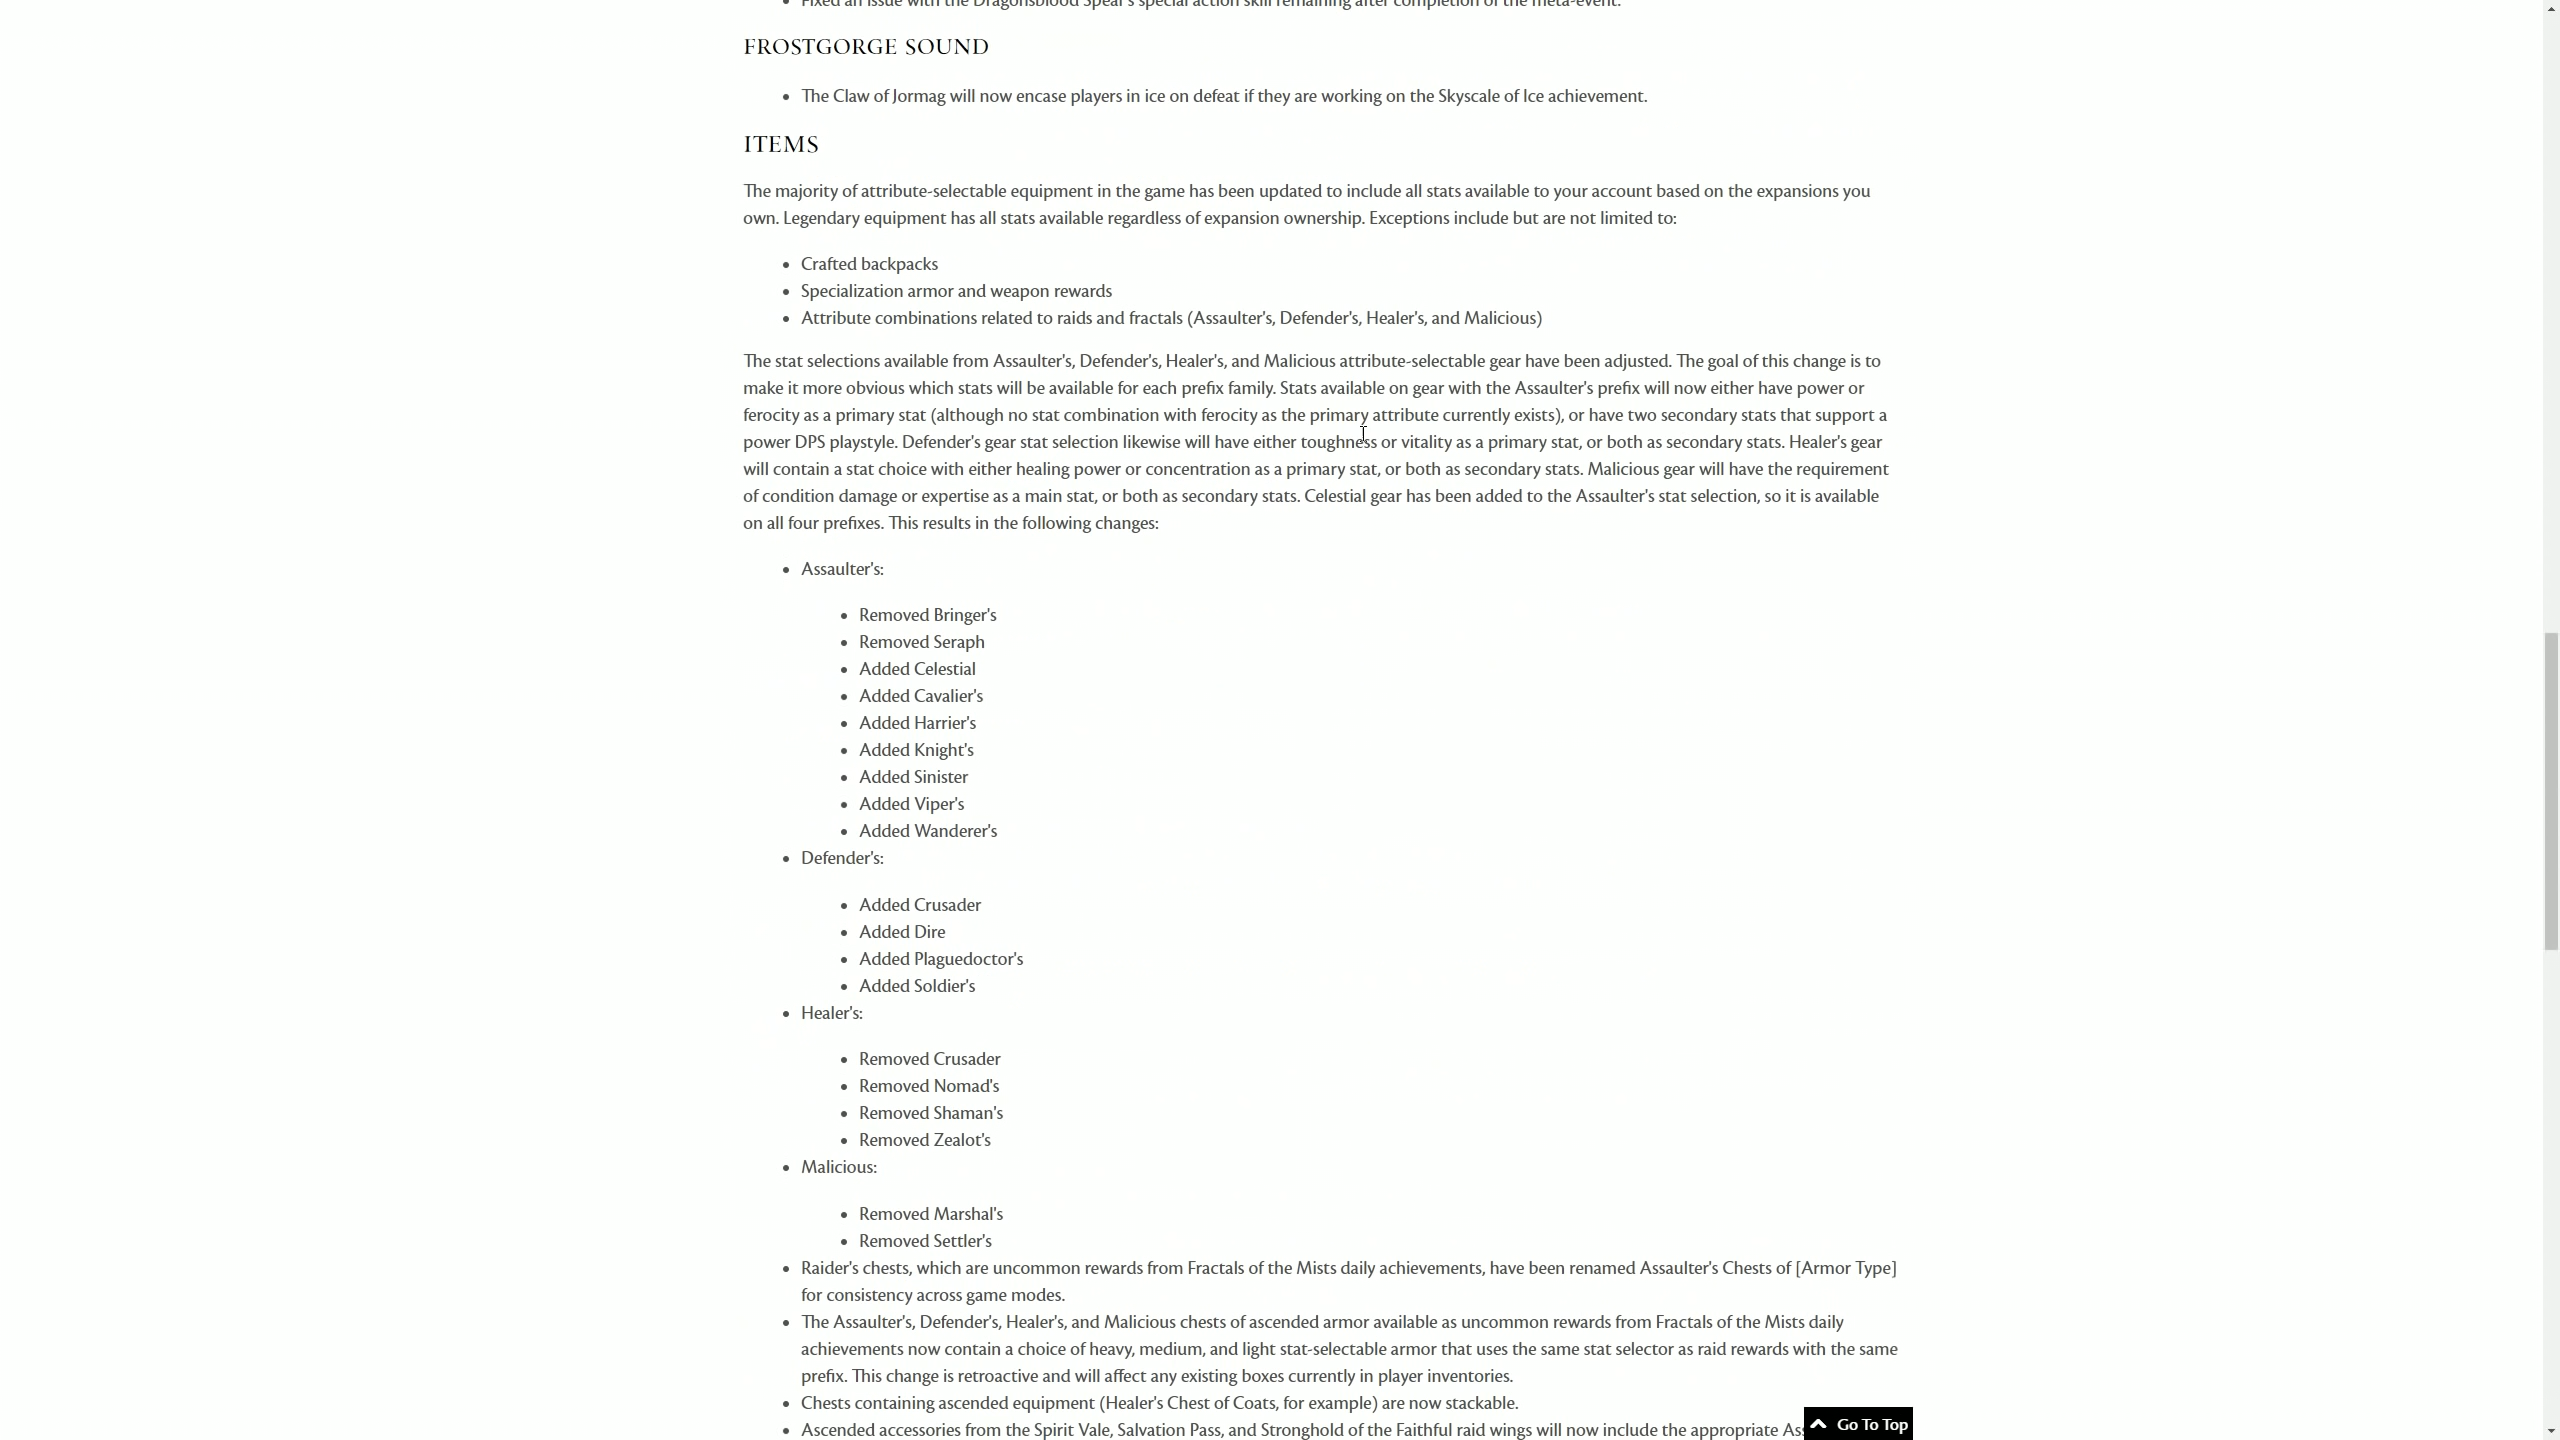 Fixed an issue with the Dragonsblood Spear's special action skill remaining after completion of the meta-event.
FROSTGORGE SOUND
The Claw of Jormag will now encase players in ice on defeat if they are working on the Skyscale of Ice achievement.
ITEMS
The majority of attribute-selectable equipment in the game has been updated to include all stats available to your account based on the expansions you
own. Legendary equipment has all stats available regardless of expansion ownership. Exceptions include but are not limited to:
Crafted backpacks
Specialization armor and weapon rewards
Attribute combinations related to raids and fractals (Assaulter's, Defender's, Healer's, and Malicious)
The stat selections available from Assaulter's, Defender's, Healer's, and Malicious attribute-selectable gear have been adjusted. The goal of this change is to
make it more obvious which stats will be available for each prefix family. Stats available on gear with the Assaulter's prefix will now either have power or
ferocity as a primary stat (although no stat combination with ferocity as the primary attribute currently exists), or have two secondary stats that support a
power DPS playstyle. Defender's gear stat selection likewise will have either toughness or vitality as a primary stat, or both as secondary stats. Healer's gear
will contain a stat choice with either healing power or concentration as a primary stat, or both as secondary stats. Malicious gear will have the requirement
of condition damage or expertise as a main stat, or both as secondary stats. Celestial gear has been added to the Assaulter's stat selection, so it is available
on all four prefixes. This results in the following changes:
Assaulter's:
Removed Bringer's
Removed Seraph
Added Celestial
Added Cavalier's
Added Harrier's
Added Knight's
Added Sinister
Added Viper's
Added Wanderer's
Defender's:
Added Crusader
Added Dire
Added Plaguedoctor's
Added Soldier's
Healer's:
Removed Crusader
Removed Nomad's
Removed Shaman's
Removed Zealot's
Malicious:
Removed Marshal's
Removed Settler's
Raider's chests, which are uncommon rewards from Fractals of the Mists daily achievements, have been renamed Assaulter's Chests of [Armor Type]
for consistency across game modes.
The Assaulter's, Defender's, Healer's, and Malicious chests of ascended armor available as uncommon rewards from Fractals of the Mists daily
achievements now contain a choice of heavy, medium, and light stat-selectable armor that uses the same stat selector as raid rewards with the same
prefix. This change is retroactive and will affect any existing boxes currently in player inventories.
Chests containing ascended equipment (Healer's Chest of Coats, for example) are now stackable.
Ascended accessories from the Spirit Vale, Salvation Pass, and Stronghold of the Faithful raid wings will now include the appropriate
Go To Top